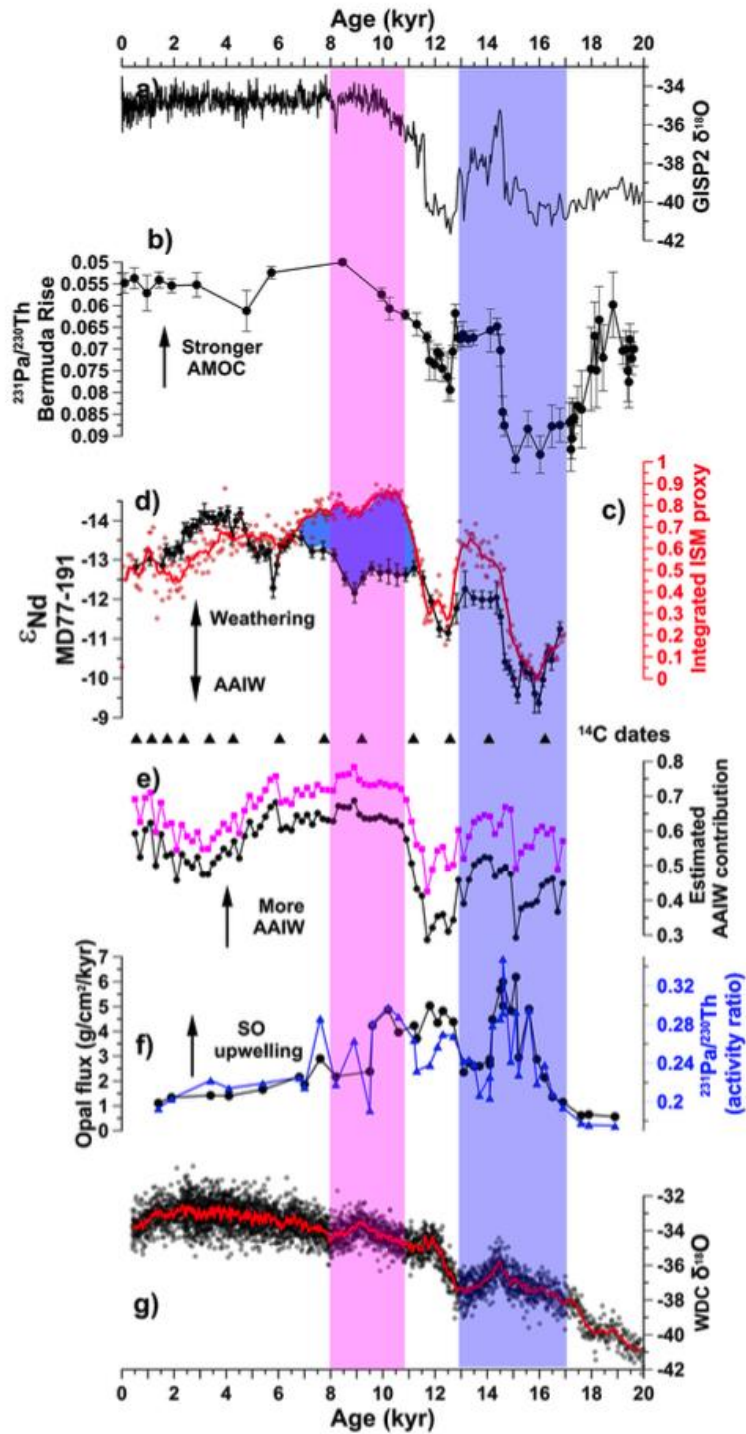 Age (kyr)
0 2 4 6 8 10 12 14 16 18 20
a)
-34
-36
-38
-40
-42
GISP2 δ¹⁸O
b)
0.05
0.055
0.06
0.065
0.07
0.075
0.08
0.085
0.09
²³¹Pa/²³⁰Th
Bermuda Rise
Stronger
AMOC
d)
c)
-14
-13
-12
-11
-10
-9
εNd
MD77-191
Weathering
AAIW
1
0.9
0.8
0.7
0.6
0.5
0.4
0.3
0.2
0.1
0
Integrated ISM proxy
¹⁴C dates
e)
0.8
0.7
0.6
0.5
0.4
0.3
Estimated
AAIW contribution
More
AAIW
f)
7
6
5
4
3
2
1
0
Opal flux (g/cm²/kyr)
SO
upwelling
0.32
0.28
0.24
0.2
²³¹Pa/²³⁰Th
(activity ratio)
g)
-32
-34
-36
-38
-40
-42
WDC δ¹⁸O
0 2 4 6 8 10 12 14 16 18 20
Age (kyr)